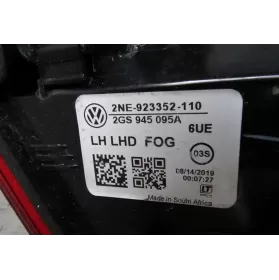 2NE-923352-110
2GS 945 095A
6UE
LH LHD FOG
03S
08/14/2019
00:07:27
Made in South Africa